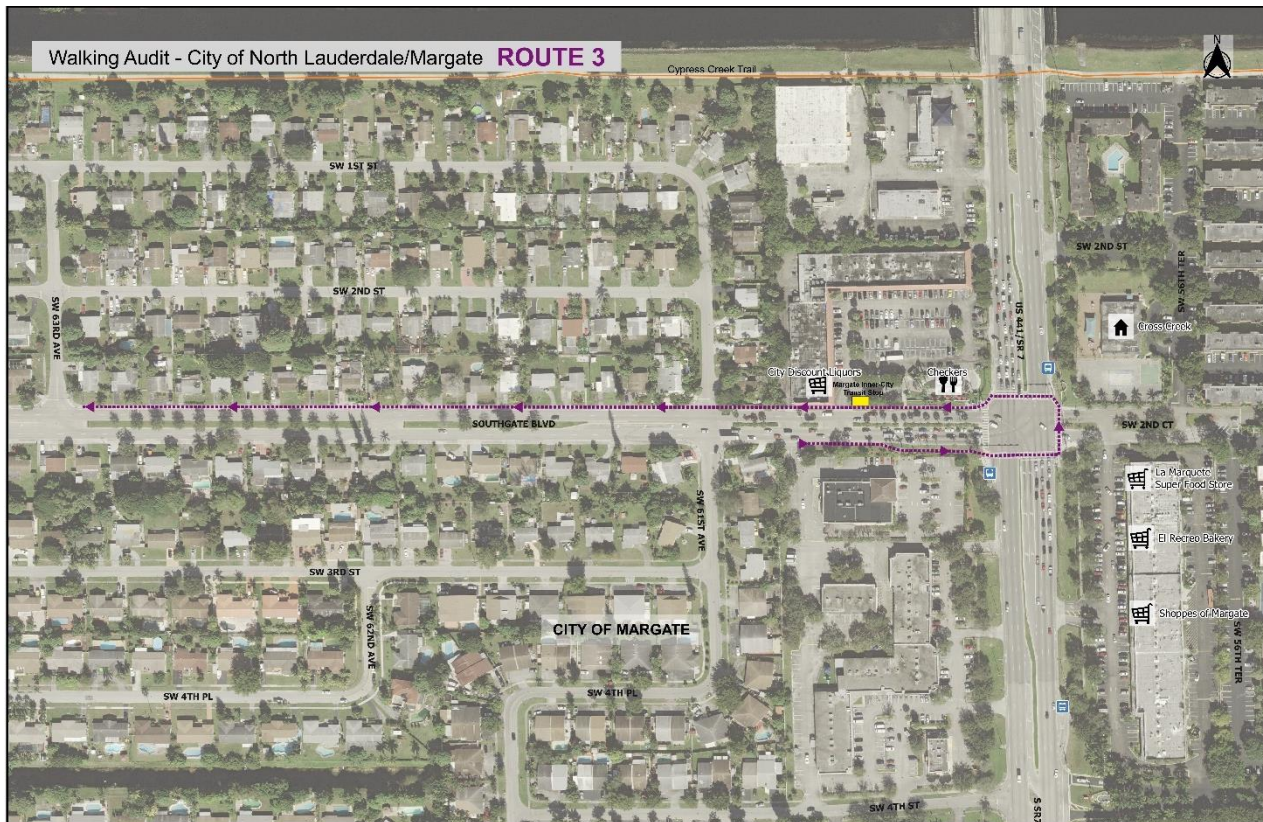 Walking Audit - City of North Lauderdale/Margate ROUTE 3
N
Cypress Creek Trail
SW 1ST ST
SW 2ND ST
SW 2ND ST
SW 56TH TER
SW 63RD AVE
US 441/SR 7
Cross Creek
City Discount Liquors
Checkers
Margate Inner-City
Transit Stop
SOUTHGATE BLVD
SW 2ND CT
La Marquete
Super Food Store
SW 61ST AVE
El Recreo Bakery
SW 3RD ST
SW 62ND AVE
CITY OF MARGATE
Shoppes of Margate
SW 56TH TER
SW 4TH PL
SW 4TH PL
SW 4TH ST
S SR7